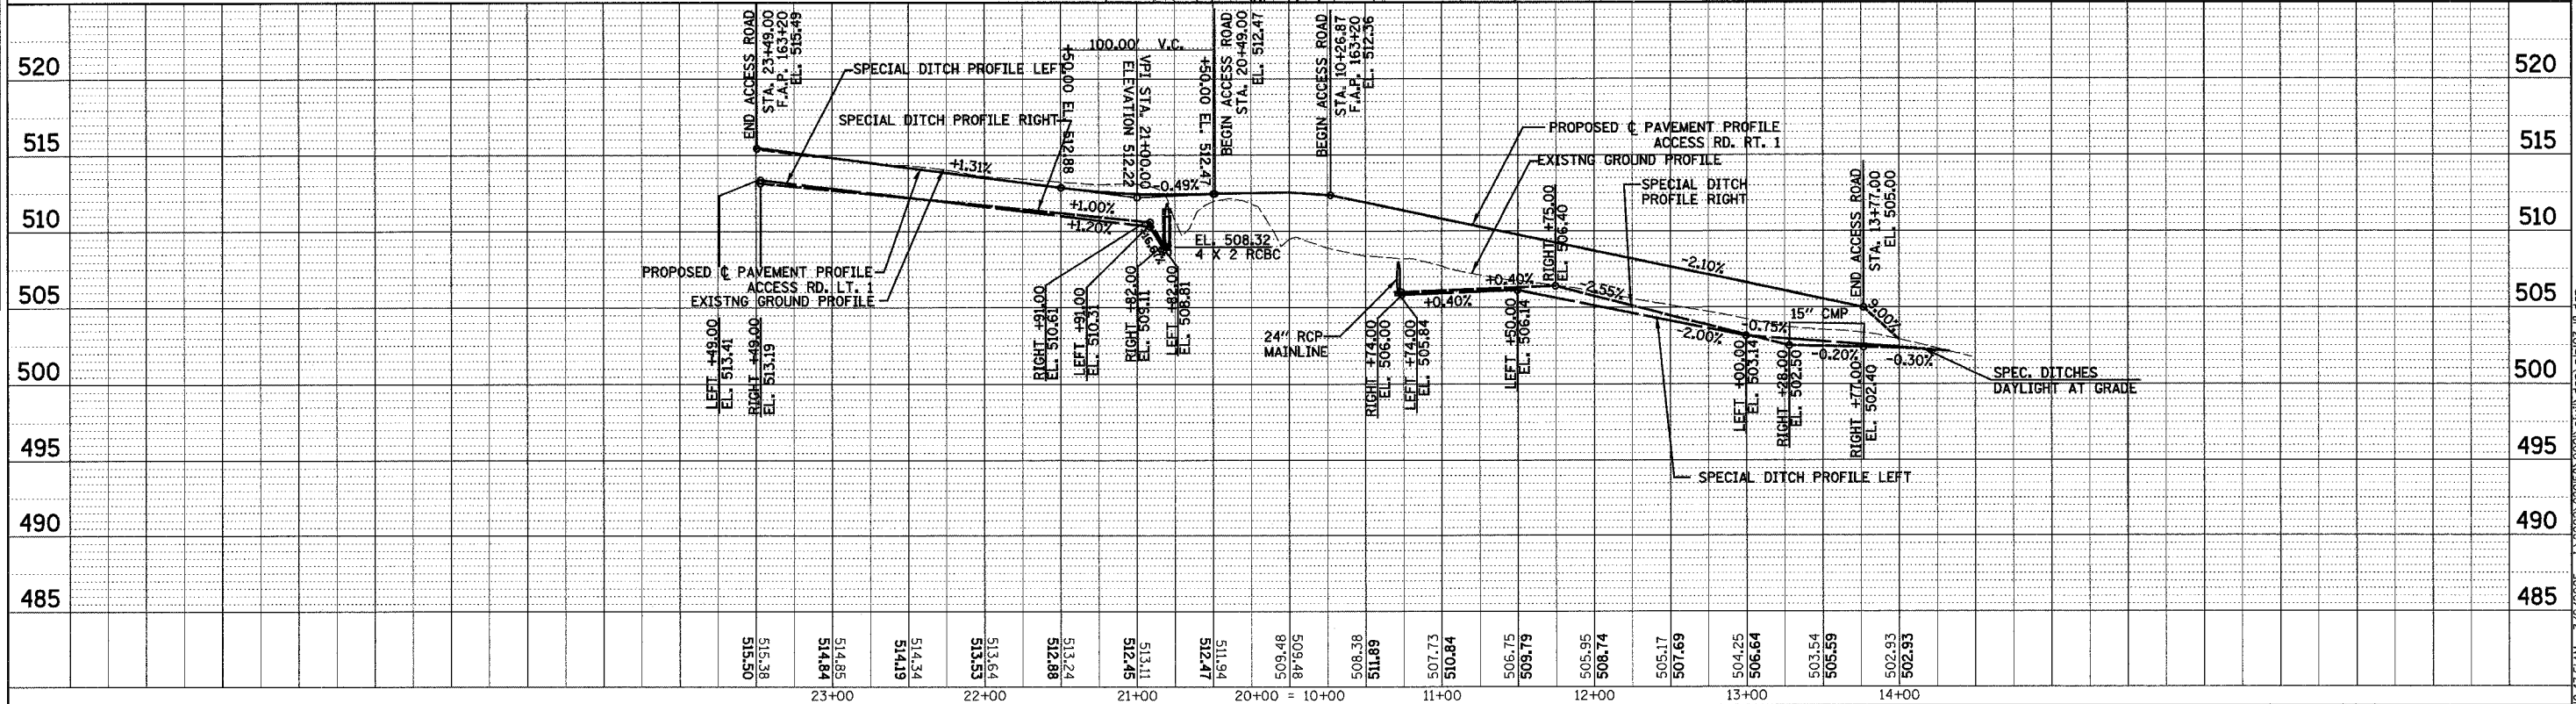 520
515
510
505
500
495
490
485
END ACCESS ROAD
STA. 23+49.00
F.A.P. 163+20
EL. 515.49
SPECIAL DITCH PROFILE LEFT
SPECIAL DITCH PROFILE RIGHT
100.00' V.C.
+50.00 EL. 512.88
VPI STA. 21+00.00
ELEVATION 512.22
+50.00 EL. 512.47
BEGIN ACCESS ROAD
STA. 20+49.00
EL. 512.47
BEGIN ACCESS ROAD
STA. 10+26.87
F.A.P. 163+20
EL. 512.36
+1.31%
-0.49%
+1.00%
+1.20%
EL. 508.32
4 X 2 RCBC
PROPOSED ℄ PAVEMENT PROFILE
ACCESS RD. LT. 1
EXISTNG GROUND PROFILE
LEFT +49.00
EL. 513.41
RIGHT +49.00
EL. 513.19
RIGHT +91.00
EL. 510.61
LEFT +91.00
EL. 510.31
RIGHT +82.00
EL. 509.11
LEFT +82.00
EL. 508.81
PROPOSED ℄ PAVEMENT PROFILE
ACCESS RD. RT. 1
EXISTNG GROUND PROFILE
SPECIAL DITCH
PROFILE RIGHT
RIGHT +75.00
EL. 506.40
-2.10%
END ACCESS ROAD
STA. 13+77.00
EL. 505.00
24" RCP
MAINLINE
+0.40%
+0.40%
-2.55%
-2.00%
RIGHT +74.00
EL. 506.00
LEFT +74.00
EL. 505.84
LEFT +50.00
EL. 506.14
15" CMP
-0.75%
-9.00%
-0.20%
-0.30%
LEFT +00.00
EL. 503.14
RIGHT +28.00
EL. 502.50
RIGHT +77.00
EL. 502.40
SPEC. DITCHES
DAYLIGHT AT GRADE
SPECIAL DITCH PROFILE LEFT
520
515
510
505
500
495
490
485
515.50
515.38
514.84
514.85
514.19
514.34
513.53
513.64
512.88
513.24
512.45
513.11
512.47
511.94
509.48
509.48
508.38
511.89
507.73
510.84
506.75
509.79
505.95
508.74
505.17
507.69
504.25
506.64
503.54
505.59
502.93
502.93
23+00
22+00
21+00
20+00 = 10+00
11+00
12+00
13+00
14+00